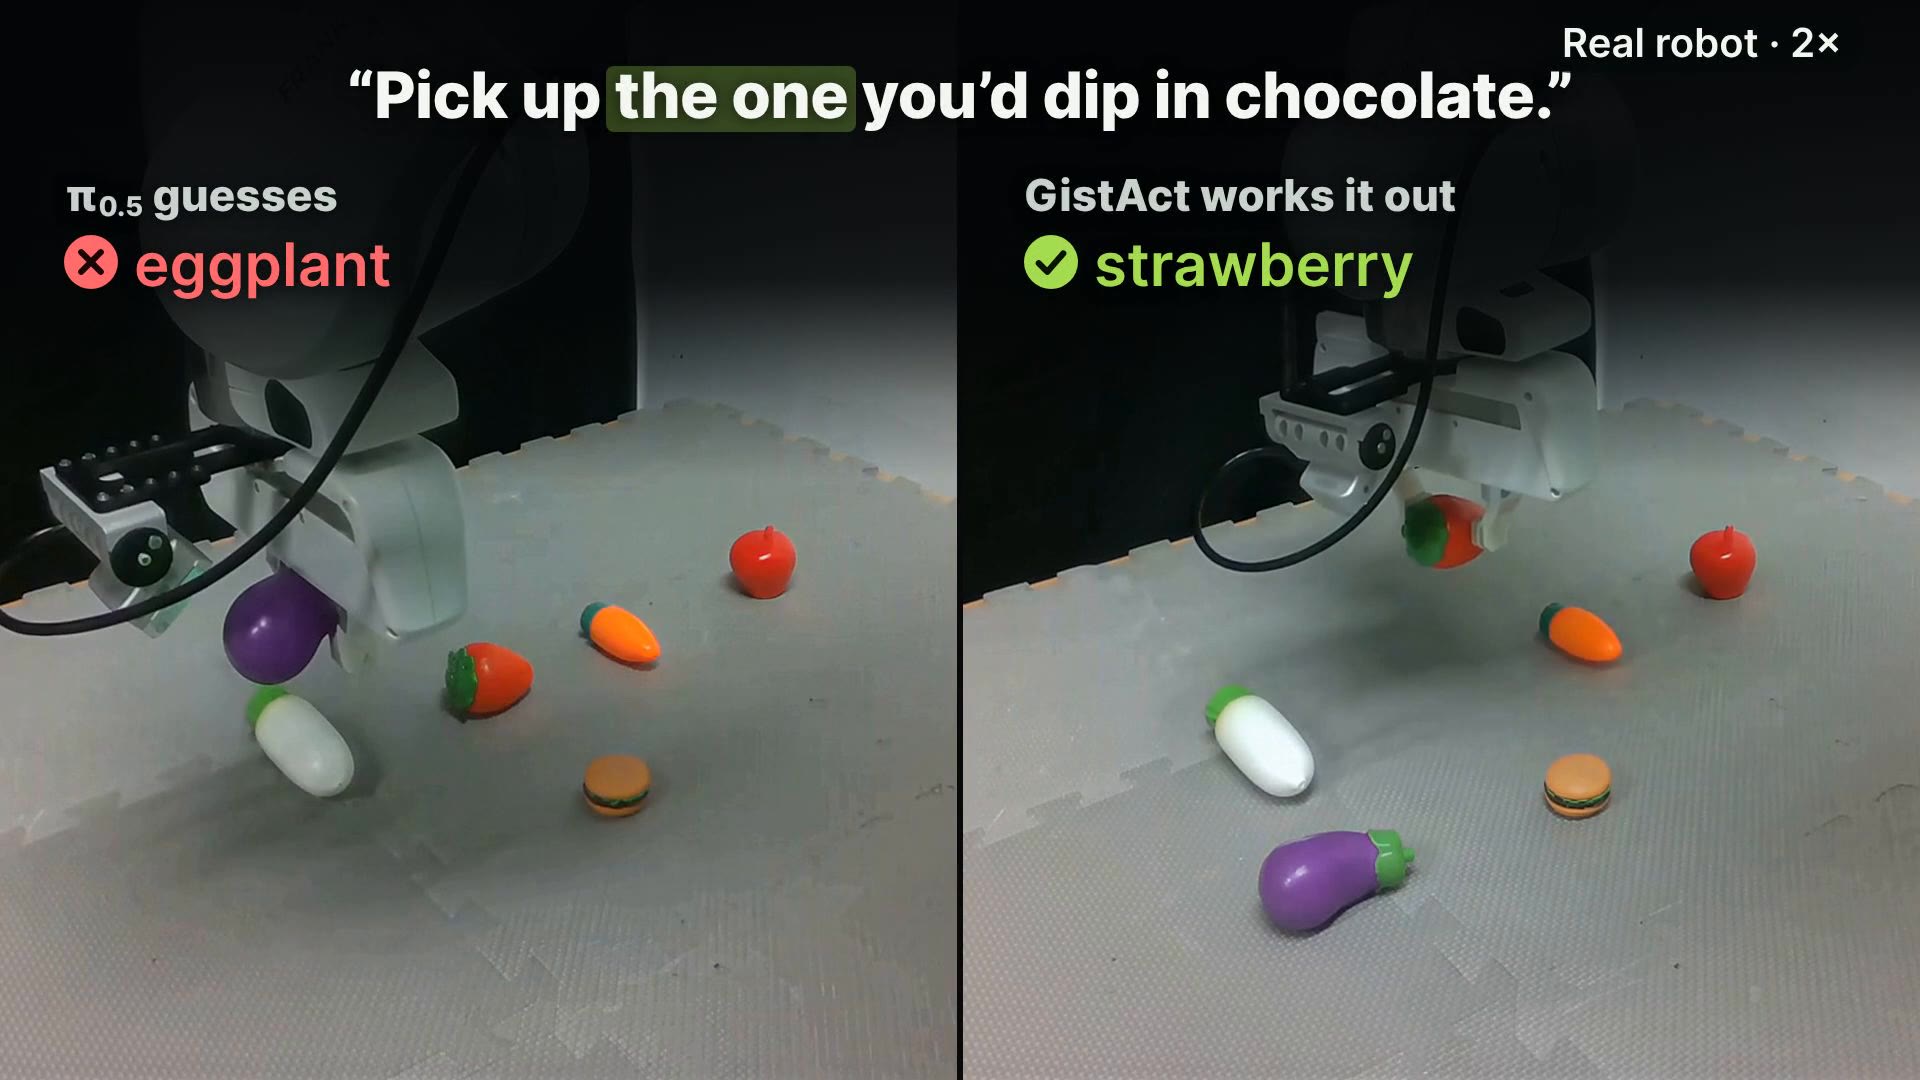 Real robot · 2×
“Pick up the one you’d dip in chocolate.”
π0.5 guesses
eggplant
GistAct works it out
strawberry